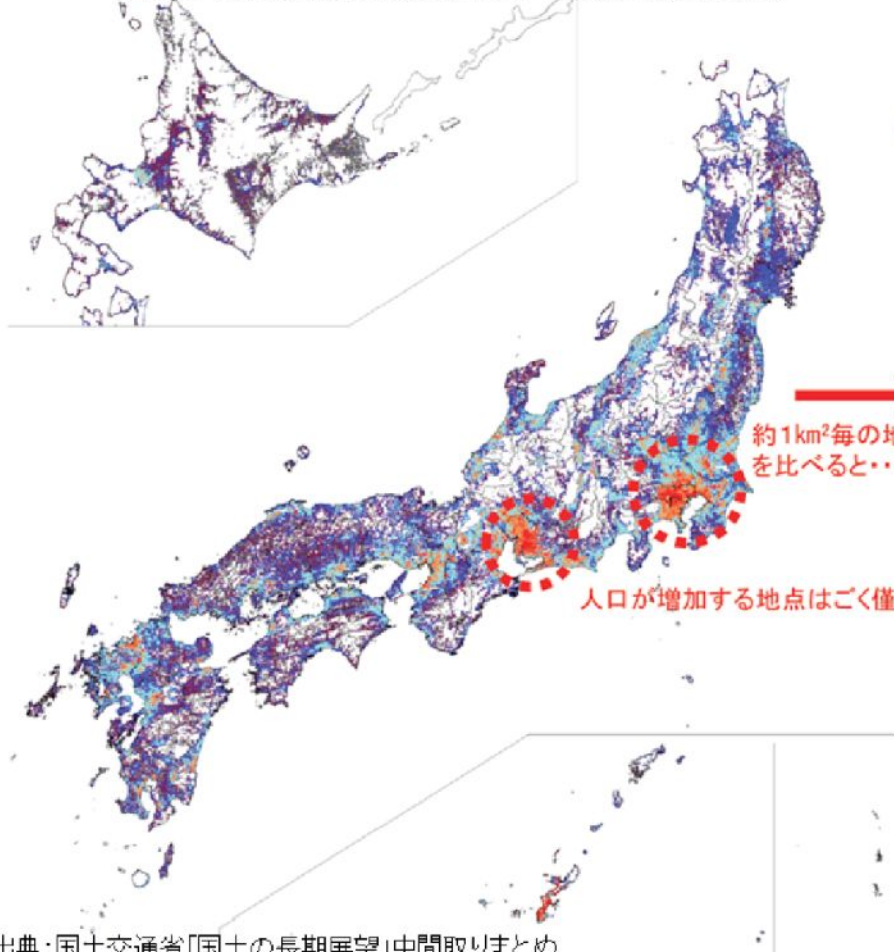 約1km²毎の地
を比べると‥
人口が増加する地点はごく僅
出典:国土交通省「国土の長期展望」中間取りまとめ